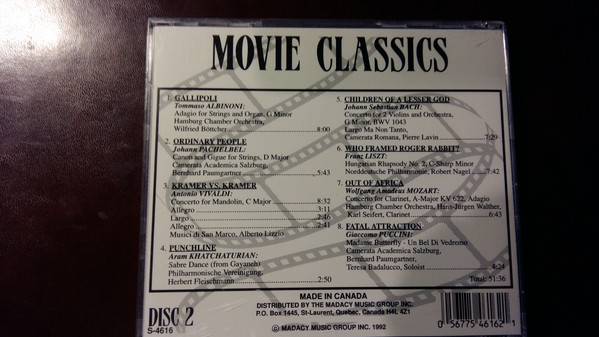 MOVIE CLASSICS
1. GALLIPOLI
Tommaso ALBINONI:
Adagio for Strings and Organ, G Minor
Hamburg Chamber Orchestra,
Wilfried Böttcher 8:00
2. ORDINARY PEOPLE
Johann PACHELBEL:
Canon and Gigue for Strings, D Major
Camerata Academica Salzburg,
Bernhard Paumgartner 5:43
3. KRAMER VS. KRAMER
Antonio VIVALDI:
Concerto for Mandolin, C Major 8:32
Allegro 3:11
Largo 2:46
Allegro 2:41
Musici di San Marco, Alberto Lizzio
4. PUNCHLINE
Aram KHATCHATURIAN:
Sabre Dance (from Gayaneh)
Philharmonische Vereinigung,
Herbert Fleischmann 2:50
5. CHILDREN OF A LESSER GOD
Johann Sebastian BACH:
Concerto for 2 Violins and Orchestra,
G Minor, BWV 1043
Largo Ma Non Tanto,
Camerata Romana, Pierre Lavin 7:29
6. WHO FRAMED ROGER RABBIT?
Franz LISZT:
Hungarian Rhapsody No. 2, C-Sharp Minor
Norddeutsche Philharmonie, Robert Nagel 7:42
7. OUT OF AFRICA
Wolfgang Amadeus MOZART:
Concerto for Clarinet, A-Major KV 622, Adagio
Hamburg Chamber Orchestra, Hans-Jürgen Walther,
Karl Seifert, Clarinet 6:43
8. FATAL ATTRACTION
Giaccomo PUCCINI:
Madame Butterfly - Un Bel Di Vedremo
Camerata Academica Salzburg,
Bernhard Paumgartner,
Teresa Badalucco, Soloist 4:24
Total: 51:36
DISC 2
S-4616
MADE IN CANADA
DISTRIBUTED BY THE MADACY MUSIC GROUP INC.
P.O. Box 1445, St-Laurent, Quebec, Canada H4L 4Z1
© MADACY MUSIC GROUP INC. 1992
0 56775 46162 1